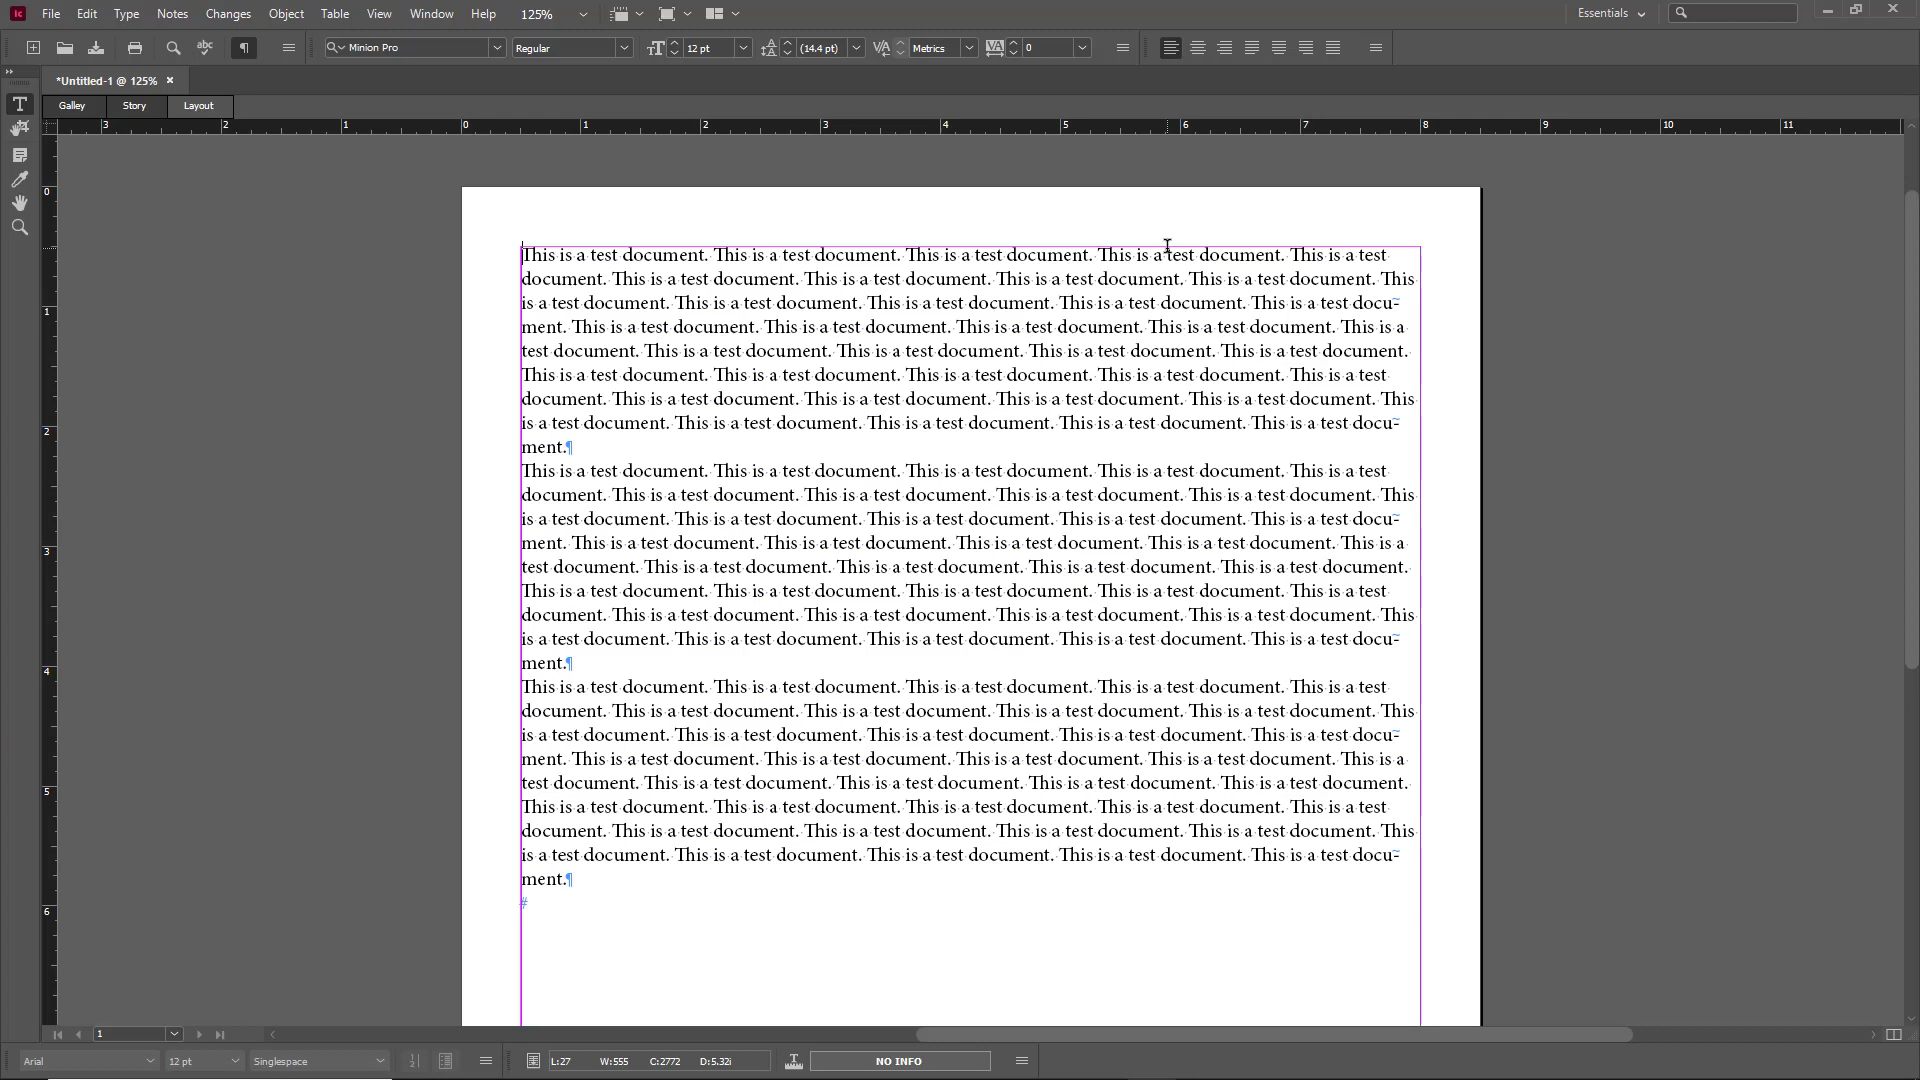 Ic File Edit Type Notes Changes Object Table View Window Help 125% Essentials
Minion Pro Regular 12 pt (14.4 pt) Metrics 0
*Untitled-1 @ 125% ×
Galley Story Layout
3 2 1 0 1 2 3 4 5 6 7 8 9 10 11
0
This is a test document. This is a test document. This is a test document. This is a test document. This is a test
document. This is a test document. This is a test document. This is a test document. This is a test document. This
1
is a test document. This is a test document. This is a test document. This is a test document. This is a test docu-
ment. This is a test document. This is a test document. This is a test document. This is a test document. This is a
test document. This is a test document. This is a test document. This is a test document. This is a test document.
This is a test document. This is a test document. This is a test document. This is a test document. This is a test
document. This is a test document. This is a test document. This is a test document. This is a test document. This
is a test document. This is a test document. This is a test document. This is a test document. This is a test docu-
2
ment.¶
This is a test document. This is a test document. This is a test document. This is a test document. This is a test
document. This is a test document. This is a test document. This is a test document. This is a test document. This
is a test document. This is a test document. This is a test document. This is a test document. This is a test docu-
ment. This is a test document. This is a test document. This is a test document. This is a test document. This is a
3
test document. This is a test document. This is a test document. This is a test document. This is a test document.
This is a test document. This is a test document. This is a test document. This is a test document. This is a test
document. This is a test document. This is a test document. This is a test document. This is a test document. This
is a test document. This is a test document. This is a test document. This is a test document. This is a test docu-
ment.¶
4
This is a test document. This is a test document. This is a test document. This is a test document. This is a test
document. This is a test document. This is a test document. This is a test document. This is a test document. This
is a test document. This is a test document. This is a test document. This is a test document. This is a test docu-
ment. This is a test document. This is a test document. This is a test document. This is a test document. This is a
test document. This is a test document. This is a test document. This is a test document. This is a test document.
5
This is a test document. This is a test document. This is a test document. This is a test document. This is a test
document. This is a test document. This is a test document. This is a test document. This is a test document. This
is a test document. This is a test document. This is a test document. This is a test document. This is a test docu-
ment.¶
#
6
1
Arial 12 pt Singlespace L:27 W:555 C:2772 D:5.32i NO INFO